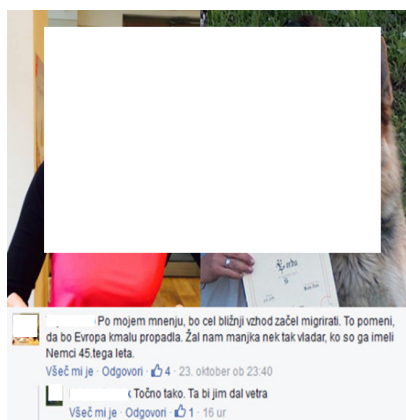 Po mojem mnenju, bo cel bližnji vzhod začel migrirati. To pomeni,
da bo Evropa kmalu propadla. Žal nam manjka nek tak vladar, ko so ga imeli
Nemci 45.tega leta.
Všeč mi je · Odgovori · 4 · 23. oktober ob 23:40
Točno tako. Ta bi jim dal vetra
Všeč mi je · Odgovori · 1 · 16 ur